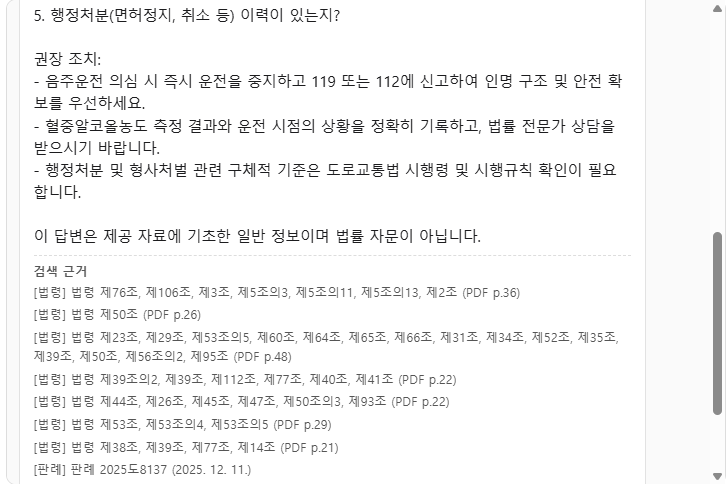 5. 행정처분(면허정지, 취소 등) 이력이 있는지?
권장 조치:
- 음주운전 의심 시 즉시 운전을 중지하고 119 또는 112에 신고하여 인명 구조 및 안전 확
보를 우선하세요.
- 혈중알코올농도 측정 결과와 운전 시점의 상황을 정확히 기록하고, 법률 전문가 상담을
받으시기 바랍니다.
- 행정처분 및 형사처벌 관련 구체적 기준은 도로교통법 시행령 및 시행규칙 확인이 필요
합니다.
이 답변은 제공 자료에 기초한 일반 정보이며 법률 자문이 아닙니다.
검색 근거
[법령] 법령 제76조, 제106조, 제3조, 제5조의3, 제5조의11, 제5조의13, 제2조 (PDF p.36)
[법령] 법령 제50조 (PDF p.26)
[법령] 법령 제23조, 제29조, 제53조의5, 제60조, 제64조, 제65조, 제66조, 제31조, 제34조, 제52조, 제35조,
제39조, 제50조, 제56조의2, 제95조 (PDF p.48)
[법령] 법령 제39조의2, 제39조, 제112조, 제77조, 제40조, 제41조 (PDF p.22)
[법령] 법령 제44조, 제26조, 제45조, 제47조, 제50조의3, 제93조 (PDF p.22)
[법령] 법령 제53조, 제53조의4, 제53조의5 (PDF p.29)
[법령] 법령 제38조, 제39조, 제77조, 제14조 (PDF p.21)
[판례] 판례 2025도8137 (2025. 12. 11.)